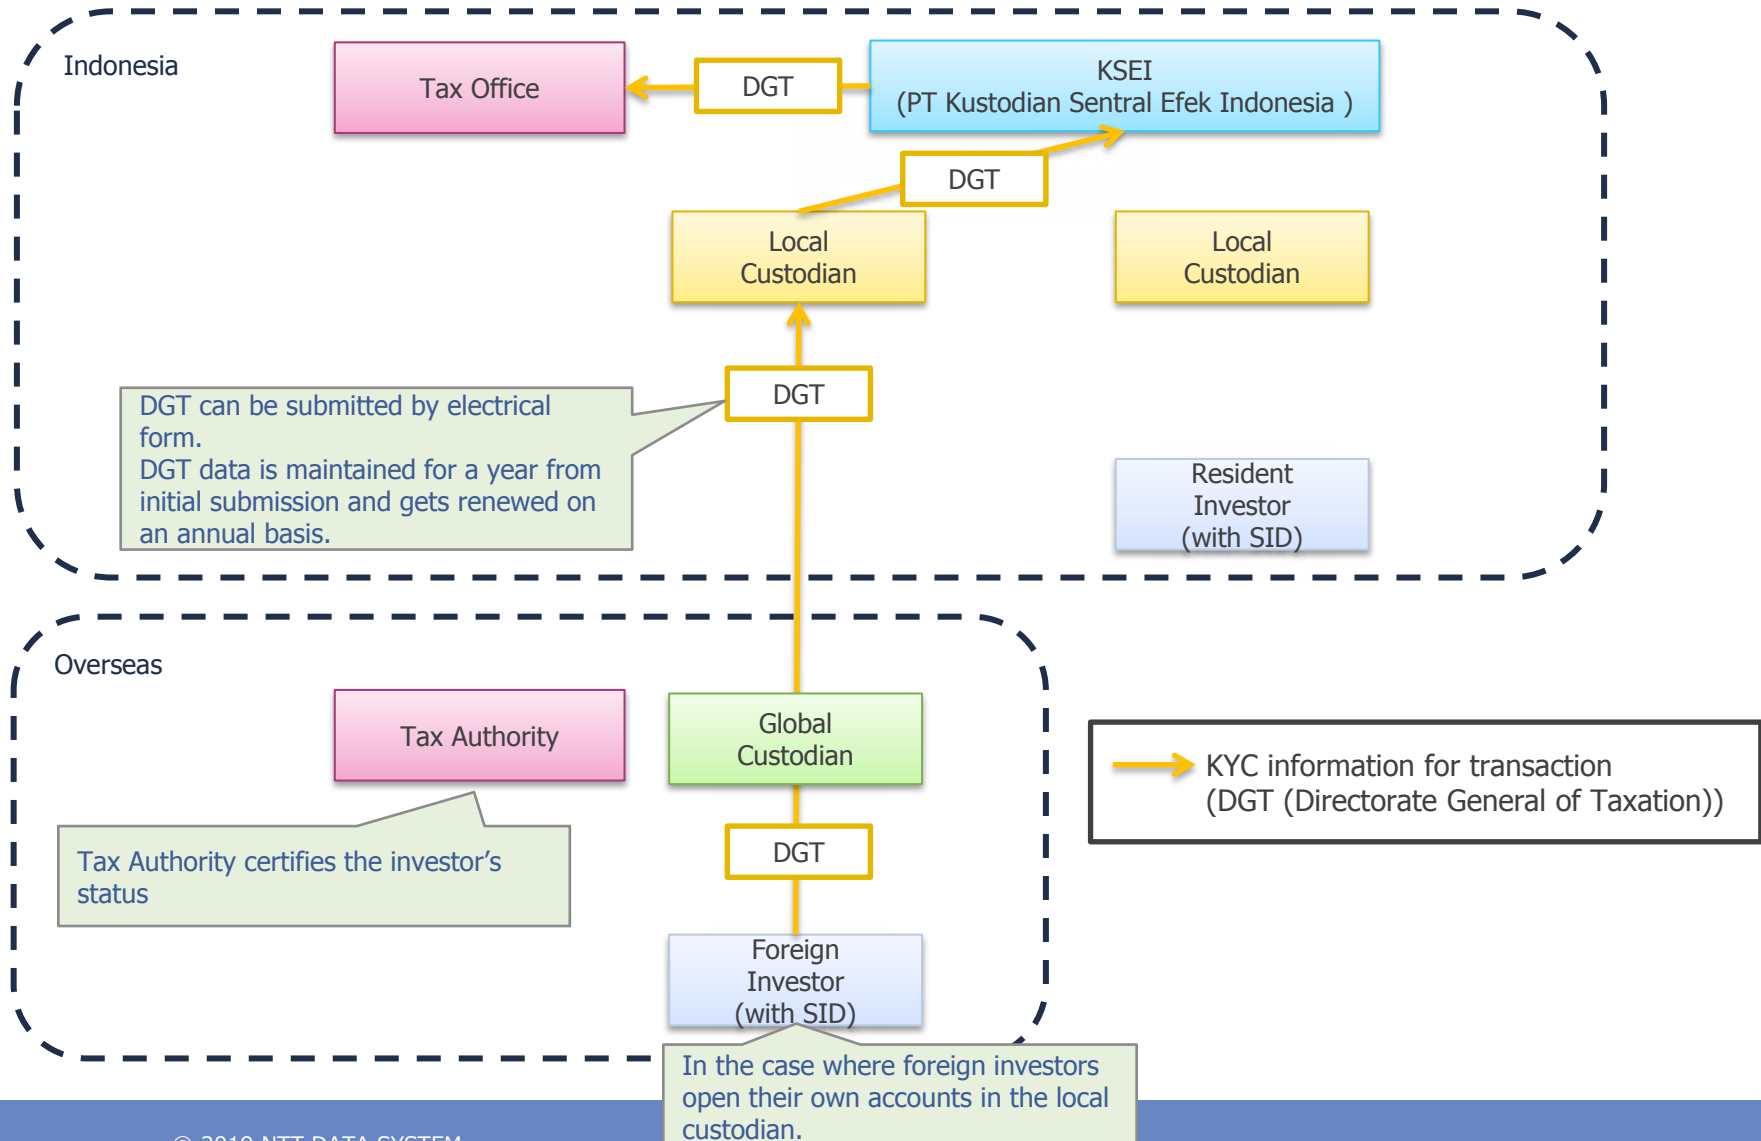 Indonesia
Tax Office
DGT
KSEI
(PT Kustodian Sentral Efek Indonesia )
DGT
Local
Custodian
Local
Custodian
DGT
DGT can be submitted by electrical
form.
DGT data is maintained for a year from
initial submission and gets renewed on
an annual basis.
Resident
Investor
(with SID)
Overseas
Tax Authority
Global
Custodian
KYC information for transaction
(DGT (Directorate General of Taxation))
Tax Authority certifies the investor’s
status
DGT
Foreign
Investor
(with SID)
In the case where foreign investors
open their own accounts in the local
custodian.
© 2019 NTT DATA SYSTEM